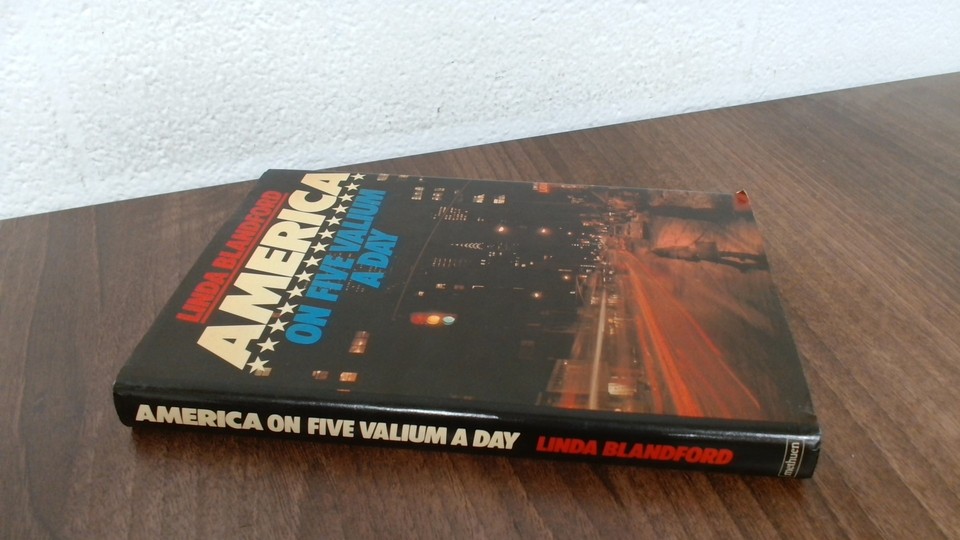 LINDA BLANDFORD
AMERICA
ON FIVE VALIUM
A DAY
AMERICA ON FIVE VALIUM A DAY LINDA BLANDFORD methuen